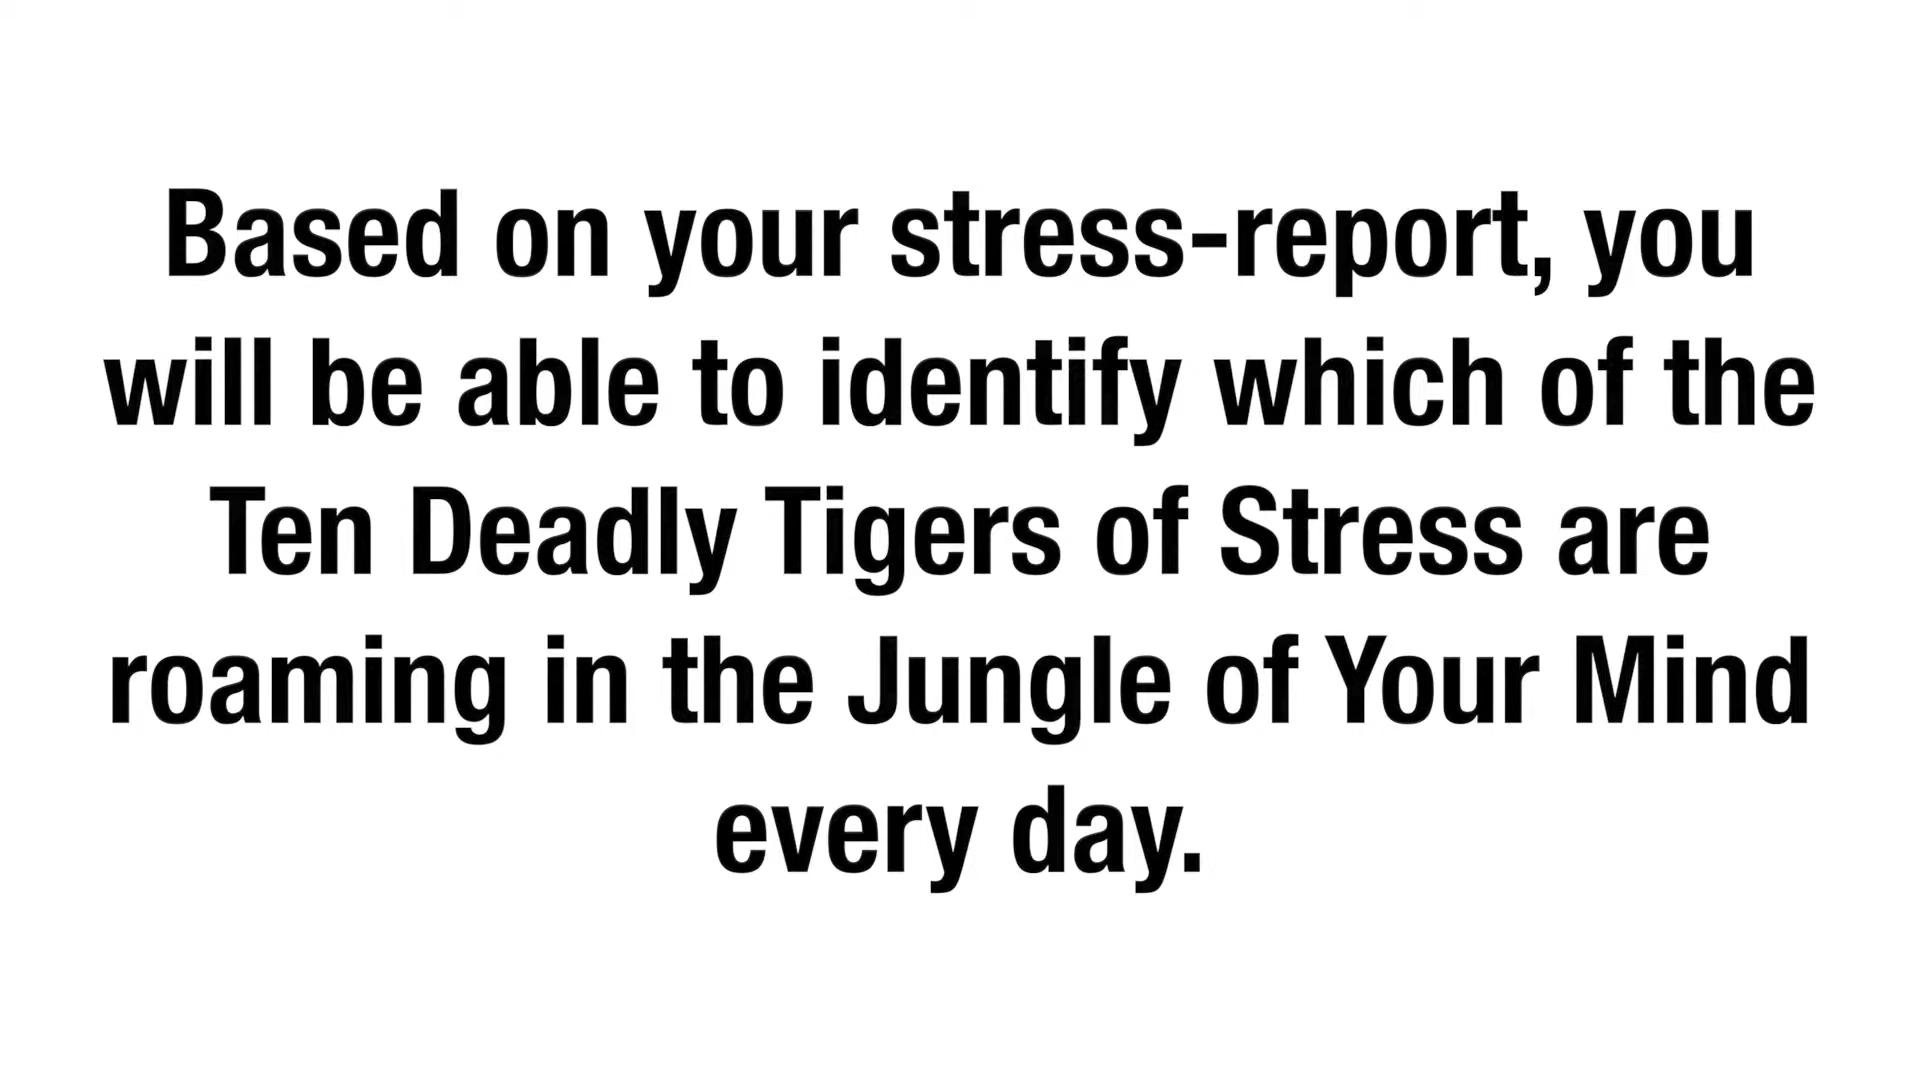 Based on your stress-report, you
will be able to identify which of the
Ten Deadly Tigers of Stress are
roaming in the Jungle of Your Mind
every day.